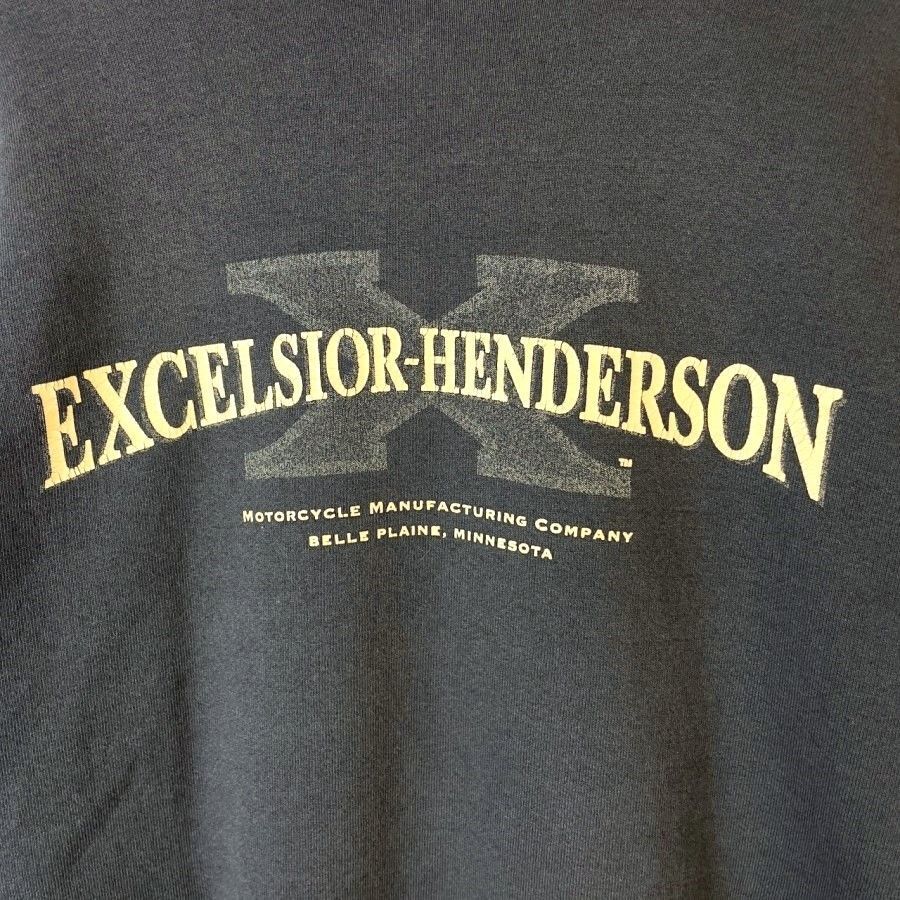 X
EXCELSIOR-HENDERSON
TM
MOTORCYCLE MANUFACTURING COMPANY
BELLE PLAINE, MINNESOTA